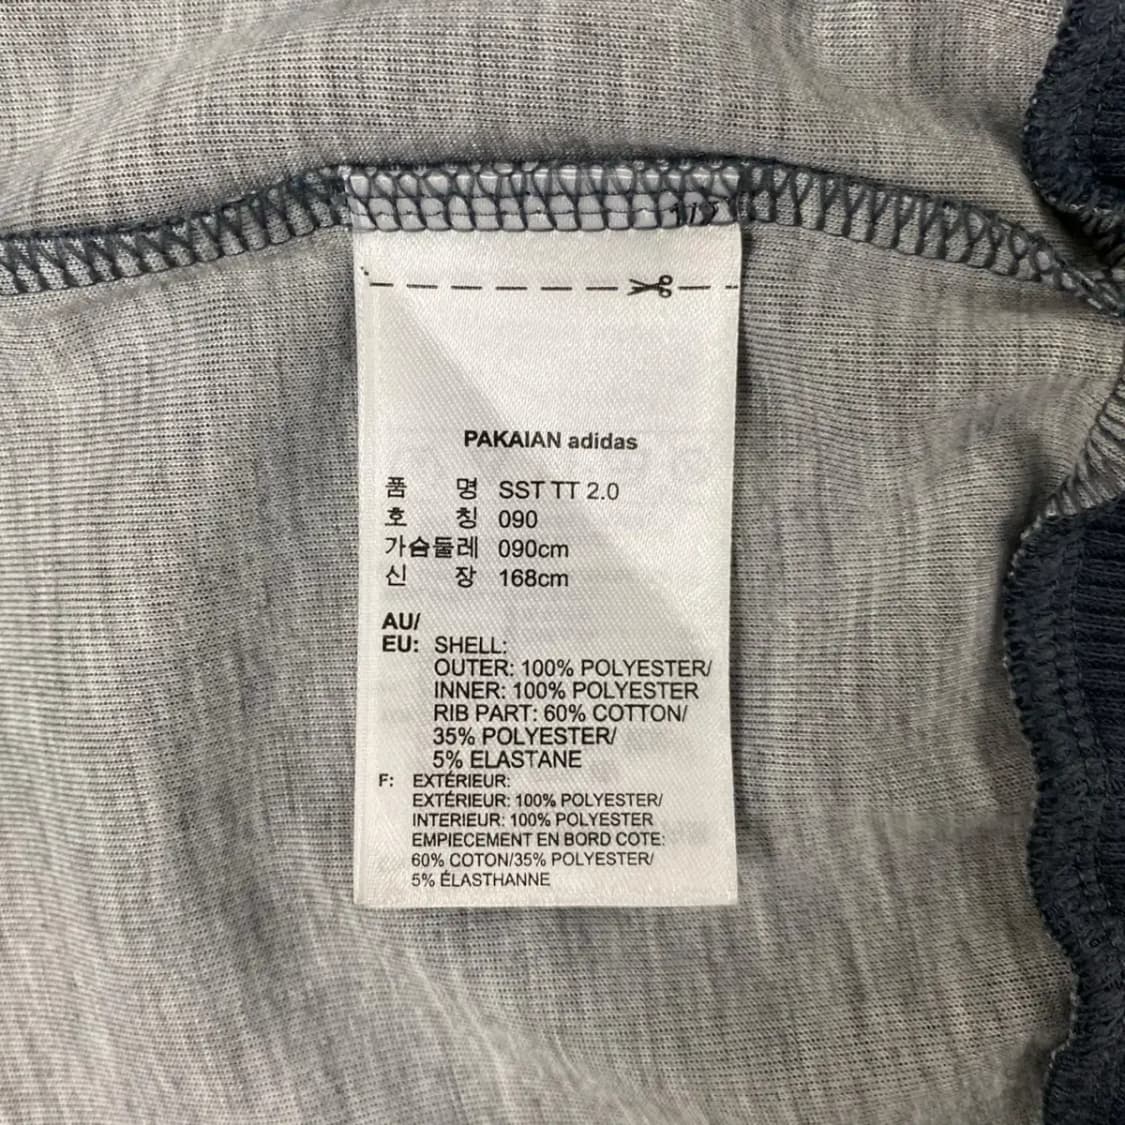 1/2
PAKAIAN adidas
품 명 SST TT 2.0
호 칭 090
가슴둘레 090cm
신 장 168cm
AU/
EU: SHELL:
OUTER: 100% POLYESTER/
INNER: 100% POLYESTER
RIB PART: 60% COTTON/
35% POLYESTER/
5% ELASTANE
F: EXTÉRIEUR:
EXTÉRIEUR: 100% POLYESTER/
INTERIEUR: 100% POLYESTER
EMPIECEMENT EN BORD COTE:
60% COTON/35% POLYESTER/
5% ÉLASTHANNE